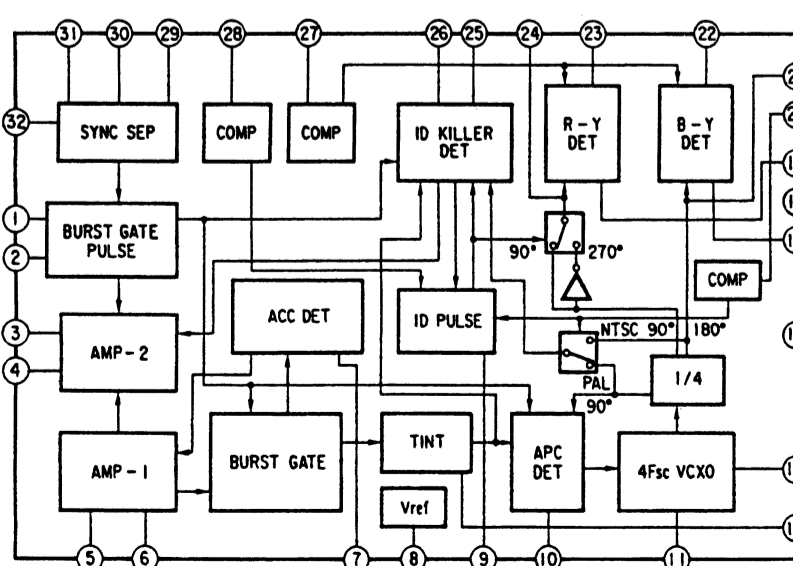 31 30 29 28 27 26 25 24 23 22
32
SYNC SEP
COMP
COMP
ID KILLER
DET
R-Y
DET
B-Y
DET
1
2
BURST GATE
PULSE
90°
270°
COMP
3
4
AMP-2
ACC DET
ID PULSE
NTSC 90°
180°
PAL
90°
1/4
AMP-1
BURST GATE
TINT
APC
DET
4Fsc VCXO
Vref
5 6 7 8 9 10 11